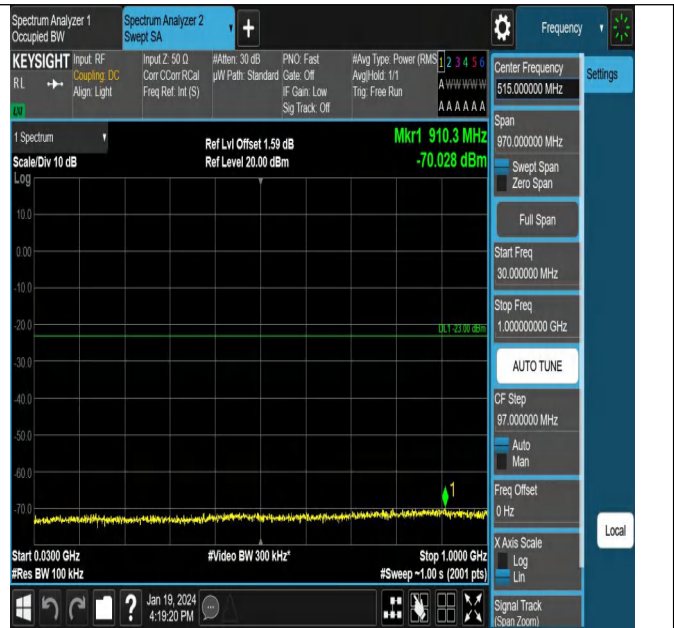 Spectrum Analyzer 1
Occupied BW
Spectrum Analyzer 2
Swept SA
Frequency
KEYSIGHT
RL
LXI
Input: RF
Coupling: DC
Align: Light
Input Z: 50 Ω
Corr CCorr RCal
Freq Ref: Int (S)
#Atten: 30 dB
µW Path: Standard
PNO: Fast
Gate: Off
IF Gain: Low
Sig Track: Off
#Avg Type: Power (RMS
Avg|Hold: 1/1
Trig: Free Run
1 2 3 4 5 6
A W W W W W
A A A A A A
1 Spectrum
Scale/Div 10 dB
Log
Ref Lvl Offset 1.59 dB
Ref Level 20.00 dBm
Mkr1 910.3 MHz
-70.028 dBm
10.0
0.00
-10.0
-20.0
DL1 -23.00 dBm
-30.0
-40.0
-50.0
-60.0
1
-70.0
Start 0.0300 GHz
#Video BW 300 kHz*
Stop 1.0000 GHz
#Res BW 100 kHz
#Sweep ~1.00 s (2001 pts)
Jan 19, 2024
4:19:20 PM
?
Center Frequency
515.000000 MHz
Settings
Span
970.000000 MHz
Swept Span
Zero Span
Full Span
Start Freq
30.000000 MHz
Stop Freq
1.000000000 GHz
AUTO TUNE
CF Step
97.000000 MHz
Auto
Man
Freq Offset
0 Hz
Local
X Axis Scale
Log
Lin
Signal Track
(Span Zoom)